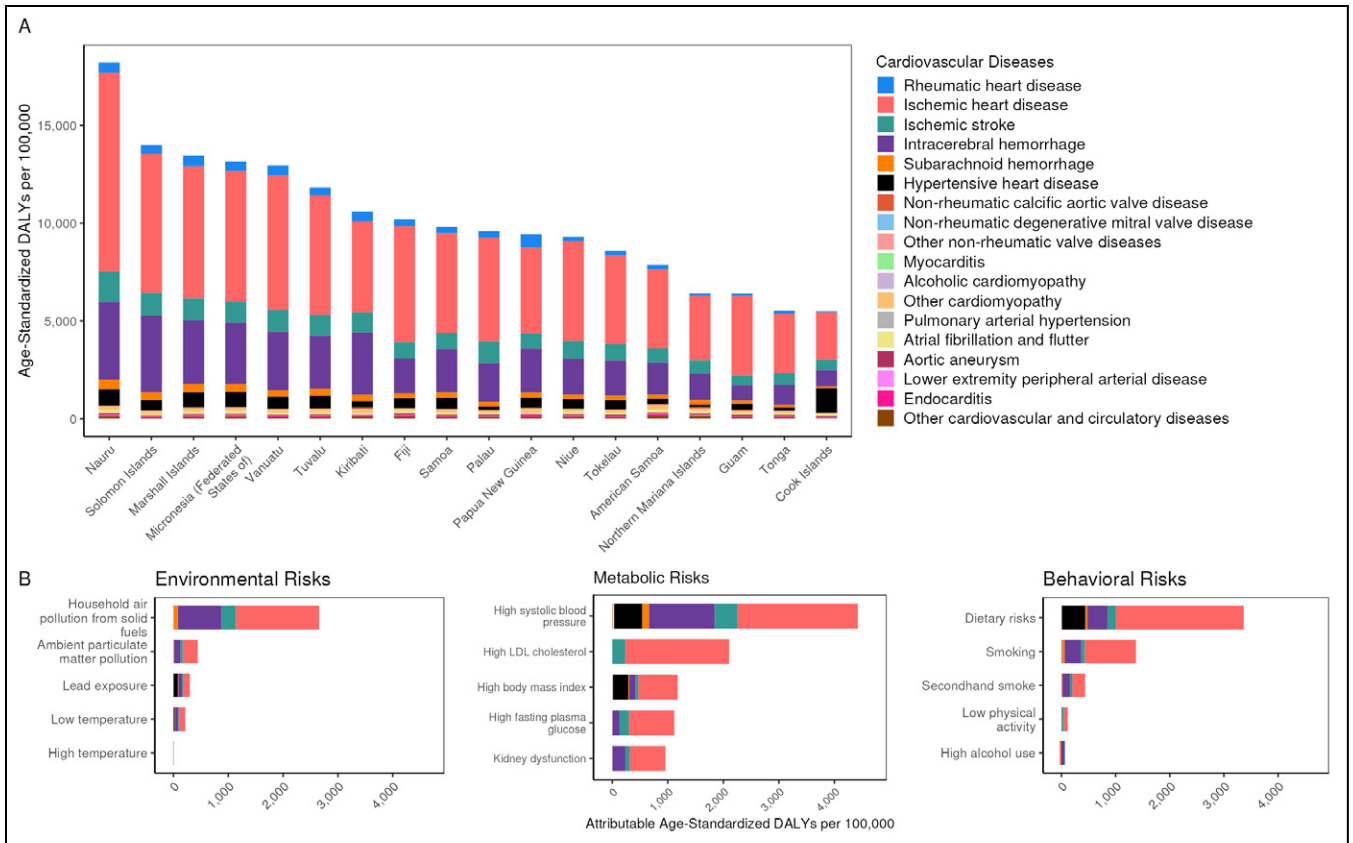 A
Age-Standardized DALYs per 100,000
15,000
10,000
5,000
0
Nauru
Solomon Islands
Marshall Islands
Micronesia (Federated
States of)
Vanuatu
Tuvalu
Kiribati
Fiji
Samoa
Palau
Papua New Guinea
Niue
Tokelau
American Samoa
Northern Mariana Islands
Guam
Tonga
Cook Islands
Cardiovascular Diseases
Rheumatic heart disease
Ischemic heart disease
Ischemic stroke
Intracerebral hemorrhage
Subarachnoid hemorrhage
Hypertensive heart disease
Non-rheumatic calcific aortic valve disease
Non-rheumatic degenerative mitral valve disease
Other non-rheumatic valve diseases
Myocarditis
Alcoholic cardiomyopathy
Other cardiomyopathy
Pulmonary arterial hypertension
Atrial fibrillation and flutter
Aortic aneurysm
Lower extremity peripheral arterial disease
Endocarditis
Other cardiovascular and circulatory diseases
B
Environmental Risks
Household air
pollution from solid
fuels
Ambient particulate
matter pollution
Lead exposure
Low temperature
High temperature
0
1,000
2,000
3,000
4,000
Metabolic Risks
High systolic blood
pressure
High LDL cholesterol
High body mass index
High fasting plasma
glucose
Kidney dysfunction
0
1,000
2,000
3,000
4,000
Attributable Age-Standardized DALYs per 100,000
Behavioral Risks
Dietary risks
Smoking
Secondhand smoke
Low physical
activity
High alcohol use
0
1,000
2,000
3,000
4,000